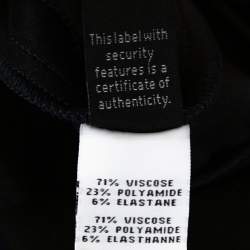 This label with
security
features is a
certificate of
authenticity.
71% VISCOSE
23% POLYAMIDE
6% ELASTANE
71% VISCOSE
23% POLYAMIDE
6% ELASTHANNE